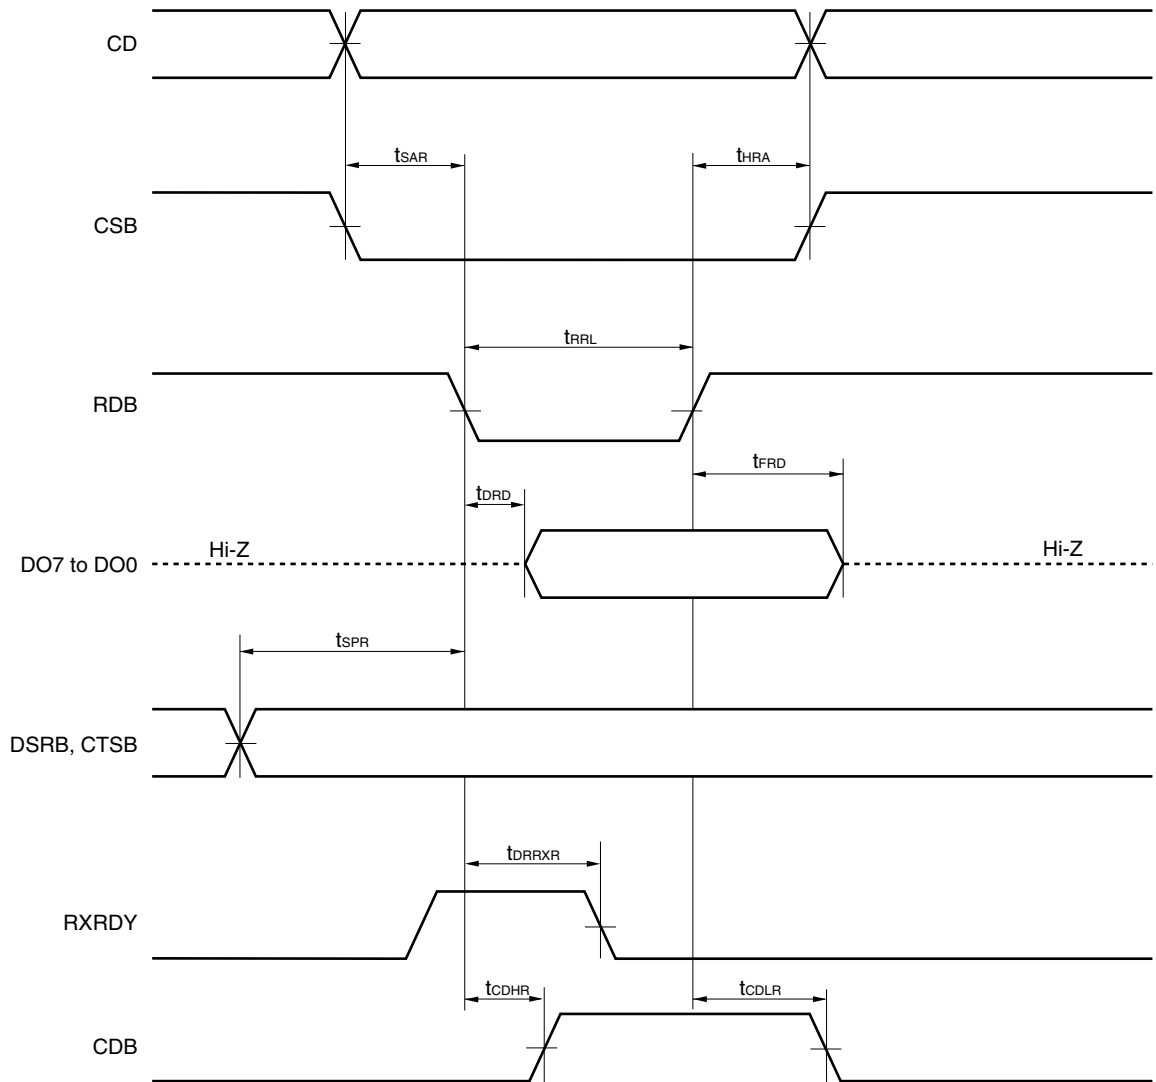 CD
tSAR
tHRA
CSB
tRRL
RDB
tFRD
tDRD
Hi-Z
Hi-Z
DO7 to DO0
tSPR
DSRB, CTSB
tDRRXR
RXRDY
tCDHR
tCDLR
CDB